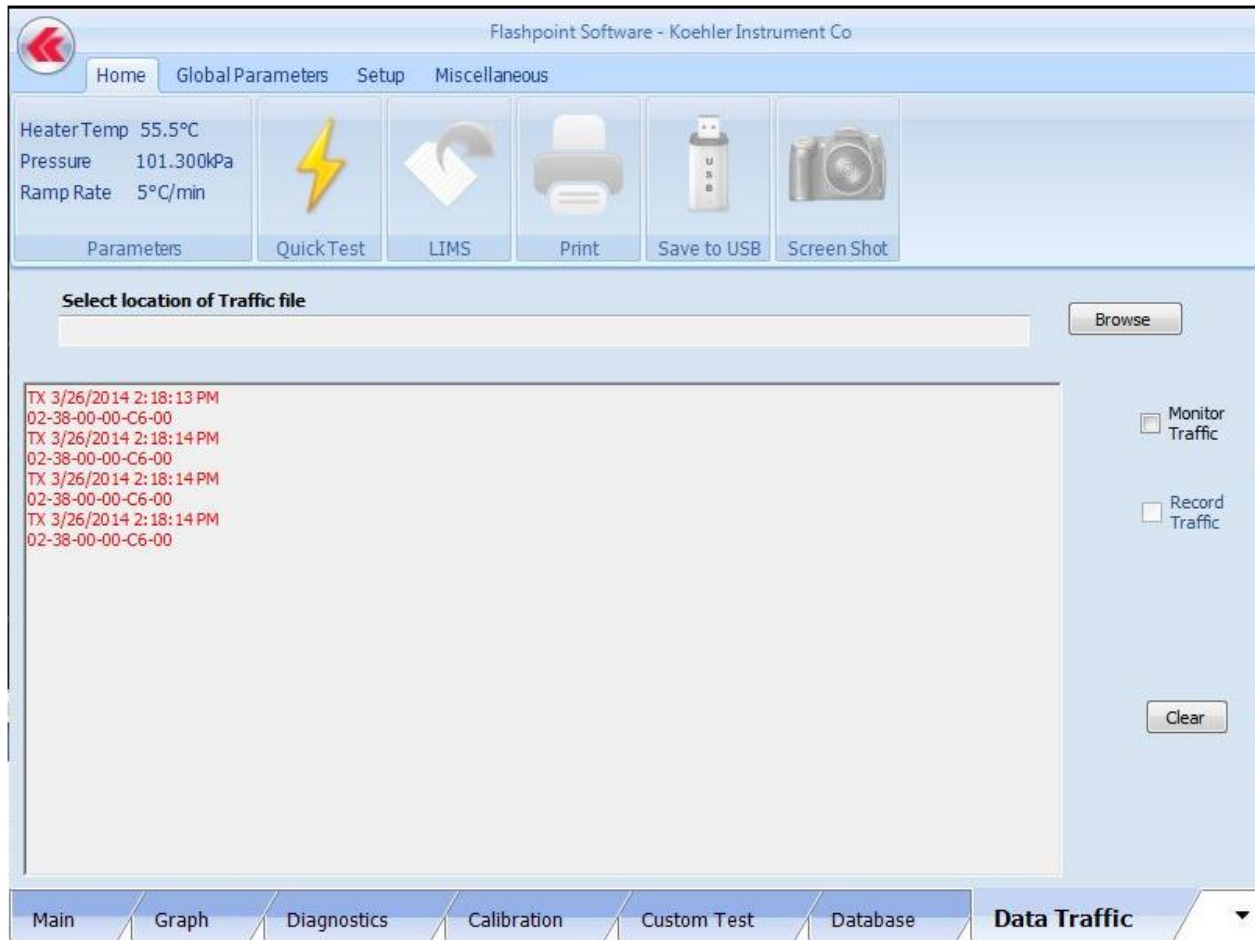 Flashpoint Software - Koehler Instrument Co
Home Global Parameters Setup Miscellaneous
Heater Temp 55.5°C
Pressure 101.300kPa
Ramp Rate 5°C/min
USB
Parameters Quick Test LIMS Print Save to USB Screen Shot
Select location of Traffic file
Browse
TX 3/26/2014 2:18:13 PM
02-38-00-00-C6-00
TX 3/26/2014 2:18:14 PM
02-38-00-00-C6-00
TX 3/26/2014 2:18:14 PM
02-38-00-00-C6-00
TX 3/26/2014 2:18:14 PM
02-38-00-00-C6-00
Monitor
Traffic
Record
Traffic
Clear
Main Graph Diagnostics Calibration Custom Test Database Data Traffic